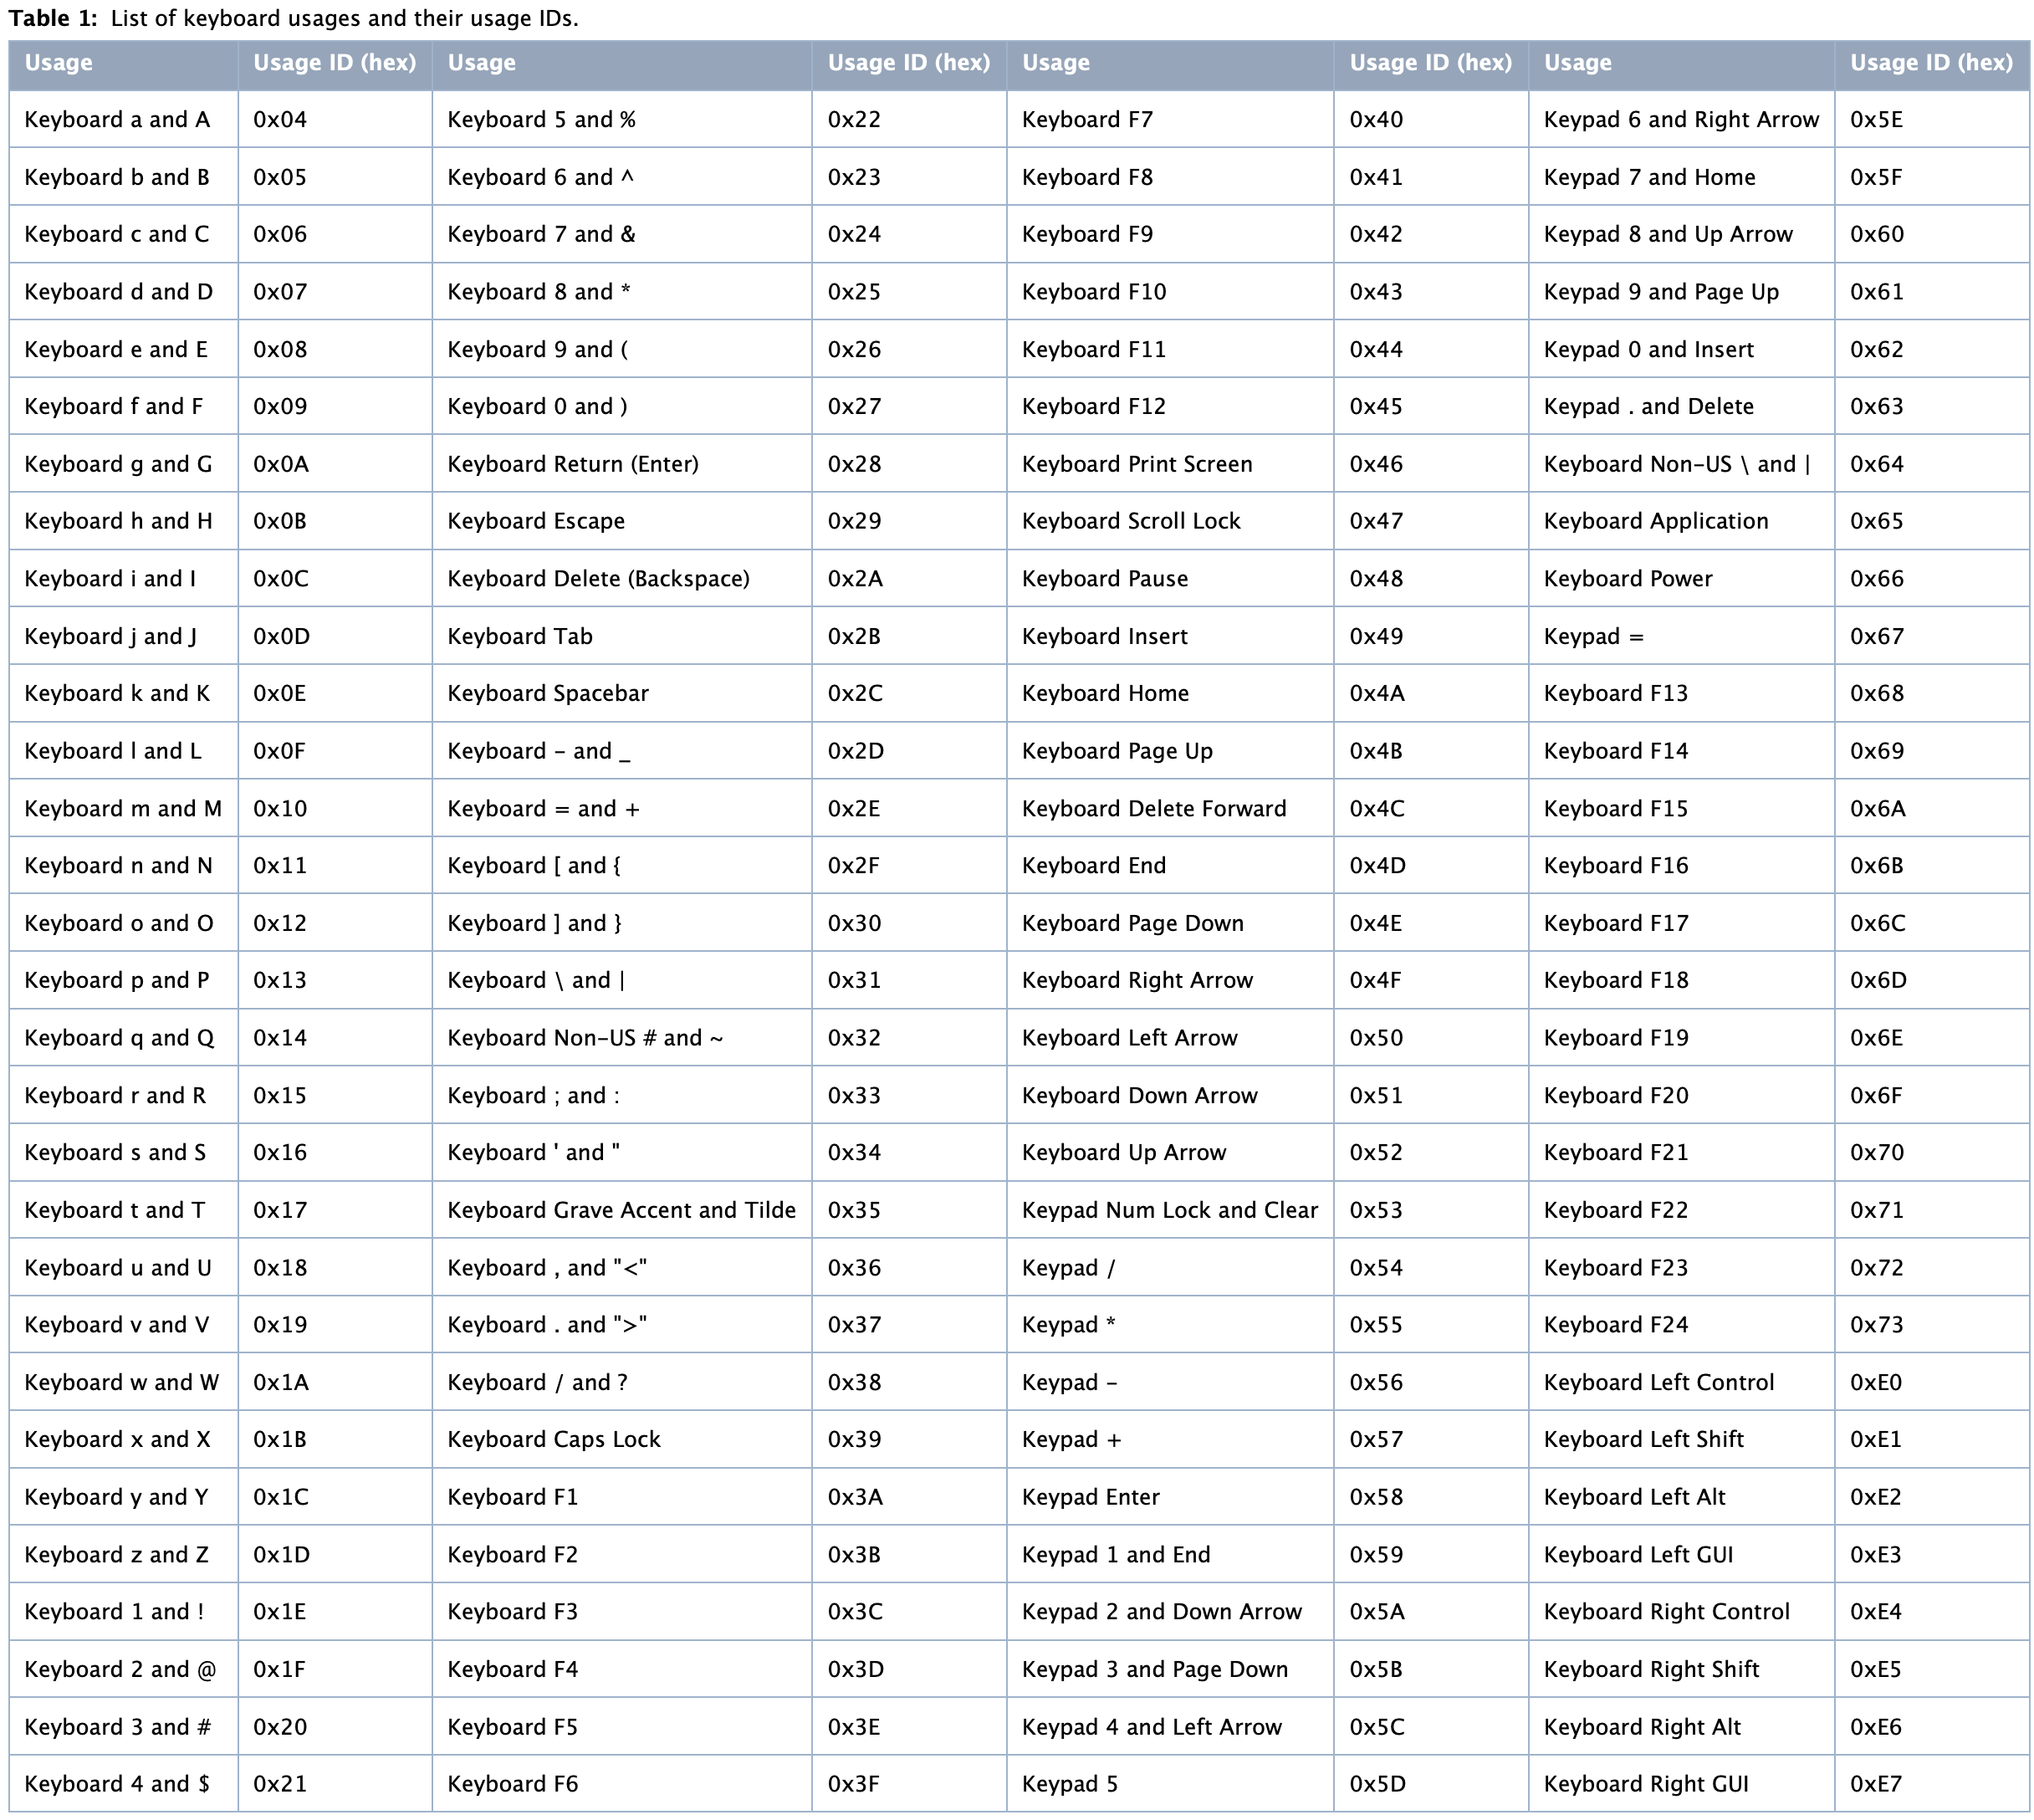 Table 1: List of keyboard usages and their usage IDs.
Usage Usage ID (hex) Usage Usage ID (hex) Usage Usage ID (hex) Usage Usage ID (hex)
Keyboard a and A 0x04 Keyboard 5 and % 0x22 Keyboard F7 0x40 Keypad 6 and Right Arrow 0x5E
Keyboard b and B 0x05 Keyboard 6 and ^ 0x23 Keyboard F8 0x41 Keypad 7 and Home 0x5F
Keyboard c and C 0x06 Keyboard 7 and & 0x24 Keyboard F9 0x42 Keypad 8 and Up Arrow 0x60
Keyboard d and D 0x07 Keyboard 8 and * 0x25 Keyboard F10 0x43 Keypad 9 and Page Up 0x61
Keyboard e and E 0x08 Keyboard 9 and ( 0x26 Keyboard F11 0x44 Keypad 0 and Insert 0x62
Keyboard f and F 0x09 Keyboard 0 and ) 0x27 Keyboard F12 0x45 Keypad . and Delete 0x63
Keyboard g and G 0x0A Keyboard Return (Enter) 0x28 Keyboard Print Screen 0x46 Keyboard Non-US \ and | 0x64
Keyboard h and H 0x0B Keyboard Escape 0x29 Keyboard Scroll Lock 0x47 Keyboard Application 0x65
Keyboard i and I 0x0C Keyboard Delete (Backspace) 0x2A Keyboard Pause 0x48 Keyboard Power 0x66
Keyboard j and J 0x0D Keyboard Tab 0x2B Keyboard Insert 0x49 Keypad = 0x67
Keyboard k and K 0x0E Keyboard Spacebar 0x2C Keyboard Home 0x4A Keyboard F13 0x68
Keyboard l and L 0x0F Keyboard - and _ 0x2D Keyboard Page Up 0x4B Keyboard F14 0x69
Keyboard m and M 0x10 Keyboard = and + 0x2E Keyboard Delete Forward 0x4C Keyboard F15 0x6A
Keyboard n and N 0x11 Keyboard [ and { 0x2F Keyboard End 0x4D Keyboard F16 0x6B
Keyboard o and O 0x12 Keyboard ] and } 0x30 Keyboard Page Down 0x4E Keyboard F17 0x6C
Keyboard p and P 0x13 Keyboard \ and | 0x31 Keyboard Right Arrow 0x4F Keyboard F18 0x6D
Keyboard q and Q 0x14 Keyboard Non-US # and ~ 0x32 Keyboard Left Arrow 0x50 Keyboard F19 0x6E
Keyboard r and R 0x15 Keyboard ; and : 0x33 Keyboard Down Arrow 0x51 Keyboard F20 0x6F
Keyboard s and S 0x16 Keyboard ' and " 0x34 Keyboard Up Arrow 0x52 Keyboard F21 0x70
Keyboard t and T 0x17 Keyboard Grave Accent and Tilde 0x35 Keypad Num Lock and Clear 0x53 Keyboard F22 0x71
Keyboard u and U 0x18 Keyboard , and "<" 0x36 Keypad / 0x54 Keyboard F23 0x72
Keyboard v and V 0x19 Keyboard . and ">" 0x37 Keypad * 0x55 Keyboard F24 0x73
Keyboard w and W 0x1A Keyboard / and ? 0x38 Keypad - 0x56 Keyboard Left Control 0xE0
Keyboard x and X 0x1B Keyboard Caps Lock 0x39 Keypad + 0x57 Keyboard Left Shift 0xE1
Keyboard y and Y 0x1C Keyboard F1 0x3A Keypad Enter 0x58 Keyboard Left Alt 0xE2
Keyboard z and Z 0x1D Keyboard F2 0x3B Keypad 1 and End 0x59 Keyboard Left GUI 0xE3
Keyboard 1 and ! 0x1E Keyboard F3 0x3C Keypad 2 and Down Arrow 0x5A Keyboard Right Control 0xE4
Keyboard 2 and @ 0x1F Keyboard F4 0x3D Keypad 3 and Page Down 0x5B Keyboard Right Shift 0xE5
Keyboard 3 and # 0x20 Keyboard F5 0x3E Keypad 4 and Left Arrow 0x5C Keyboard Right Alt 0xE6
Keyboard 4 and $ 0x21 Keyboard F6 0x3F Keypad 5 0x5D Keyboard Right GUI 0xE7